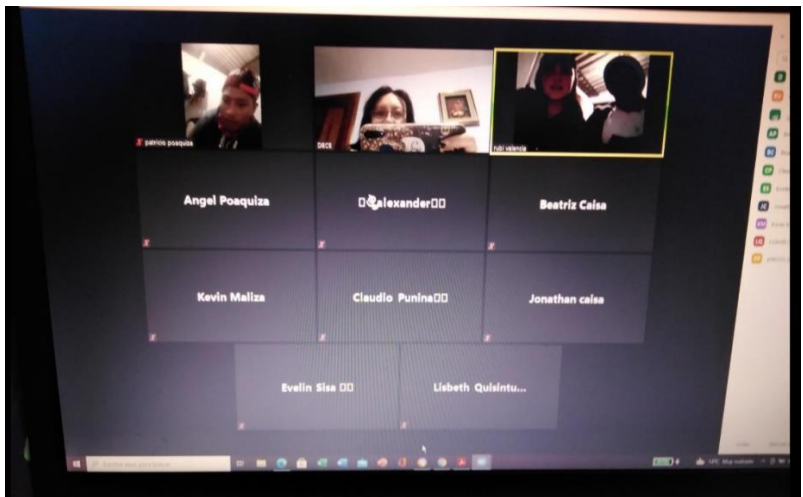 patricio poaquiza
DECE
rubi valencia
Angel Poaquiza
alexander
Beatriz Caisa
Kevin Maliza
Claudio Punina
Jonathan caisa
Evelin Sisa
Lisbeth Quisintu...